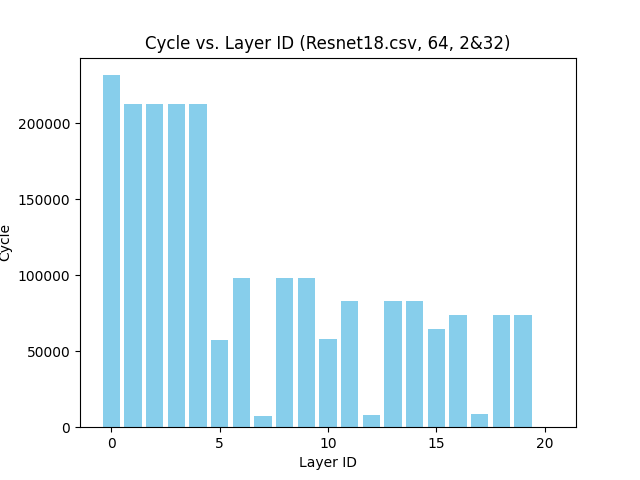 Cycle vs. Layer ID (Resnet18.csv, 64, 2&32)
200000
150000
100000
50000
0
Cycle
0 5 10 15 20
Layer ID